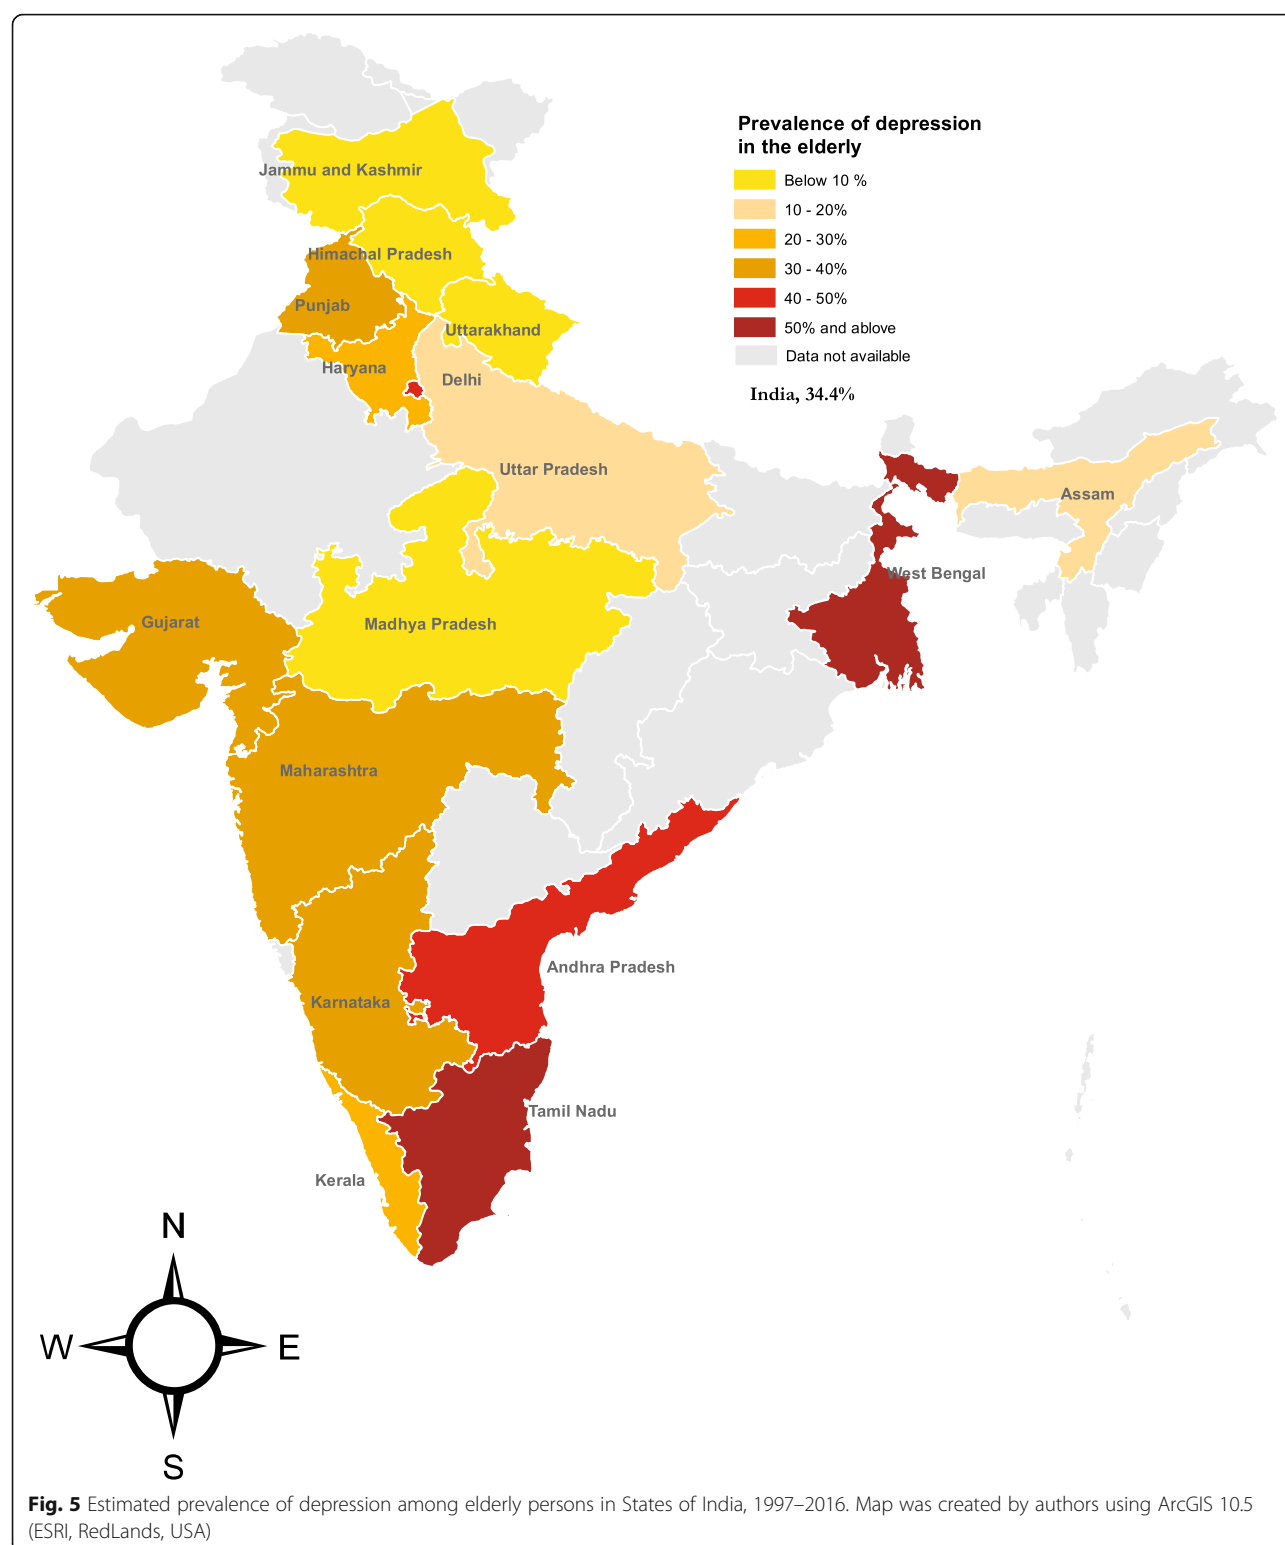 Prevalence of depression
in the elderly
Below 10 %
10 - 20%
20 - 30%
30 - 40%
40 - 50%
50% and ablove
Data not available
India, 34.4%
Jammu and Kashmir
Himachal Pradesh
Punjab
Uttarakhand
Haryana
Delhi
Uttar Pradesh
Assam
West Bengal
Gujarat
Madhya Pradesh
Maharashtra
Andhra Pradesh
Karnataka
Tamil Nadu
Kerala
N
W
E
S
Fig. 5 Estimated prevalence of depression among elderly persons in States of India, 1997–2016. Map was created by authors using ArcGIS 10.5
(ESRI, RedLands, USA)